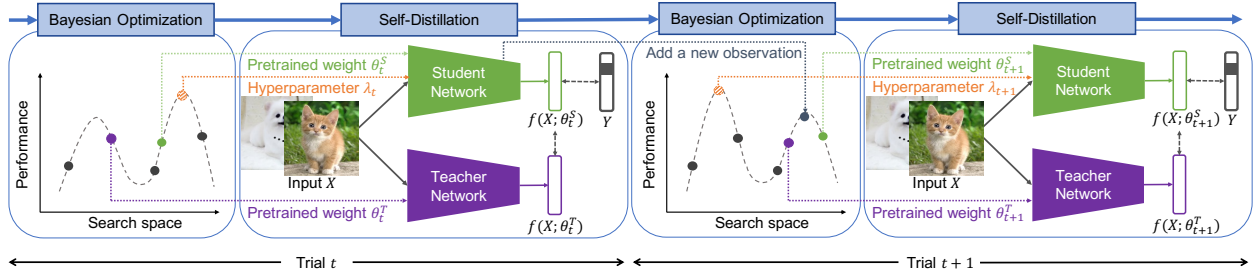 Bayesian Optimization
Self-Distillation
Bayesian Optimization
Self-Distillation
Performance
Search space
Pretrained weight θ_t^S
Hyperparameter λ_t
...
Input X
Pretrained weight θ_t^T
Student
Network
Teacher
Network
f(X; θ_t^S)
Y
f(X; θ_t^T)
Add a new observation
Performance
Search space
Pretrained weight θ_{t+1}^S
Hyperparameter λ_{t+1}
...
Input X
Pretrained weight θ_{t+1}^T
Student
Network
Teacher
Network
f(X; θ_{t+1}^S)
Y
f(X; θ_{t+1}^T)
Trial t
Trial t + 1